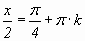 x/2 = π/4 + π · k